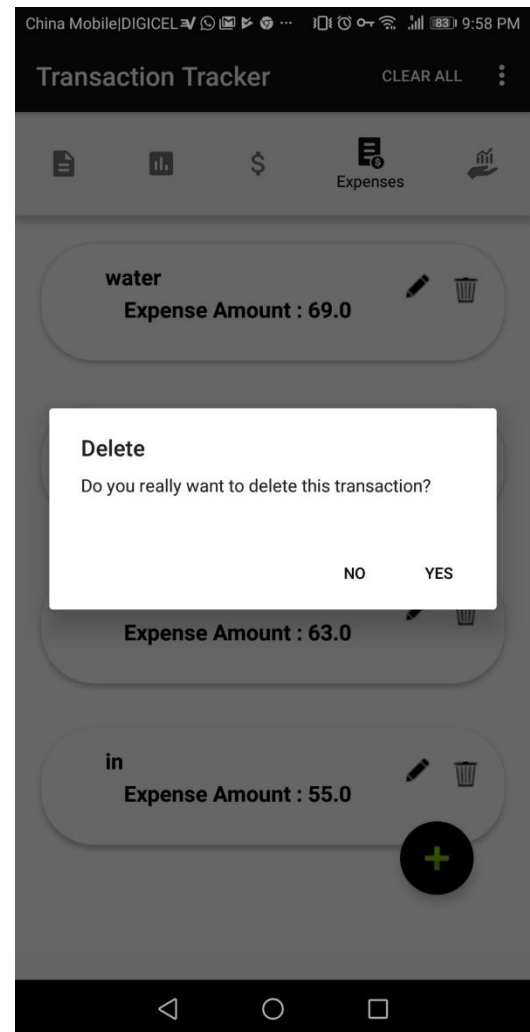 China Mobile|DIGICEL 83 9:58 PM
Transaction Tracker CLEAR ALL
Expenses
water
Expense Amount : 69.0
Delete
Do you really want to delete this transaction?
NO YES
Expense Amount : 63.0
in
Expense Amount : 55.0